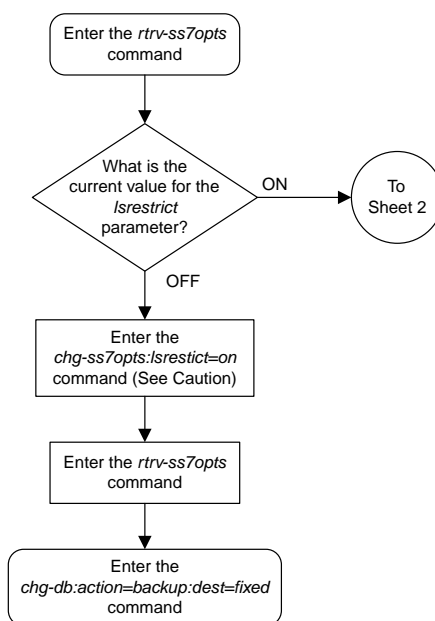 Enter the rtrv-ss7opts
command
What is the
current value for the
lsrestrict
parameter?
ON
To
Sheet 2
OFF
Enter the
chg-ss7opts:lsrestict=on
command (See Caution)
Enter the rtrv-ss7opts
command
Enter the
chg-db:action=backup:dest=fixed
command